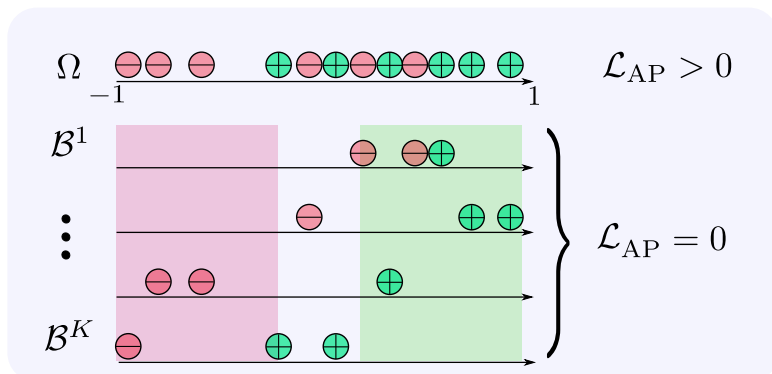 Ω ℒ_AP > 0
−1 1
ℬ^1
⋮ ℒ_AP = 0
ℬ^K